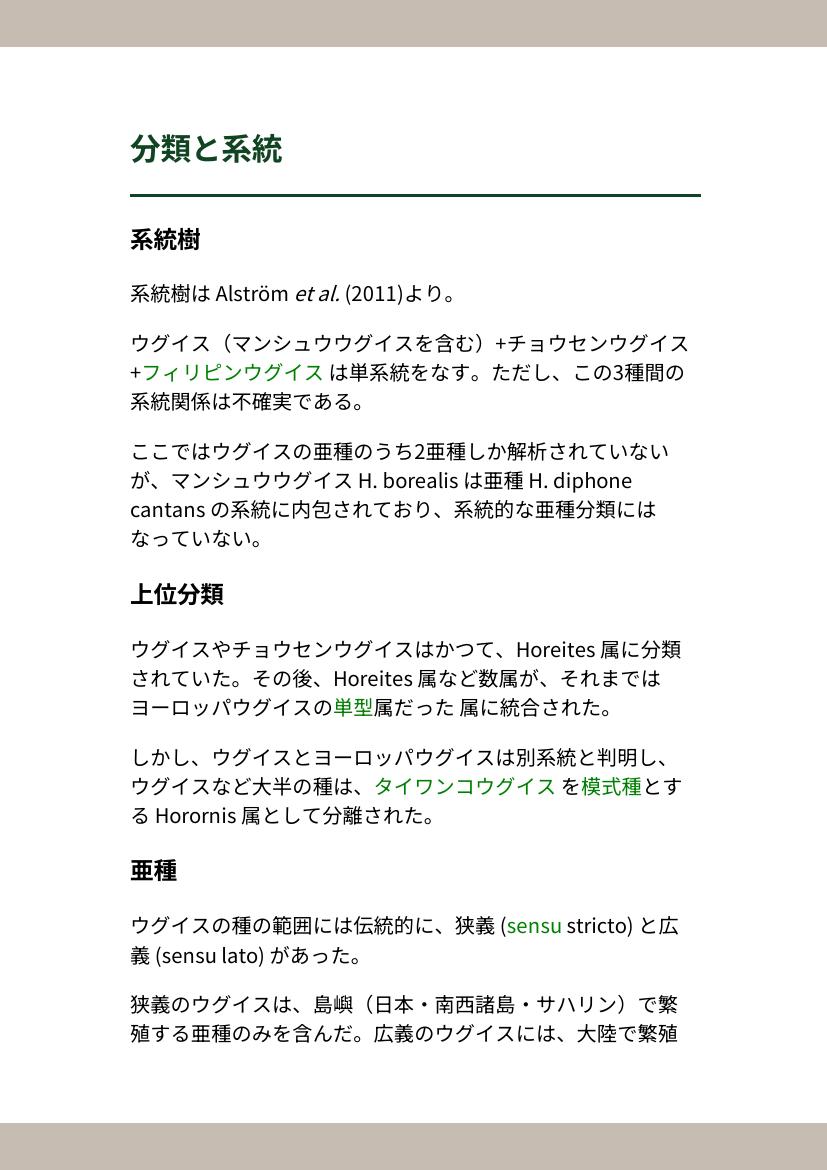 分類と系統
系統樹
系統樹は Alström et al. (2011)より。
ウグイス（マンシュウウグイスを含む）+チョウセンウグイス
+フィリピンウグイス は単系統をなす。ただし、この3種間の
系統関係は不確実である。
ここではウグイスの亜種のうち2亜種しか解析されていない
が、マンシュウウグイス H. borealis は亜種 H. diphone
cantans の系統に内包されており、系統的な亜種分類には
なっていない。
上位分類
ウグイスやチョウセンウグイスはかつて、Horeites 属に分類
されていた。その後、Horeites 属など数属が、それまでは
ヨーロッパウグイスの単型属だった 属に統合された。
しかし、ウグイスとヨーロッパウグイスは別系統と判明し、
ウグイスなど大半の種は、タイワンコウグイス を模式種とす
る Horornis 属として分離された。
亜種
ウグイスの種の範囲には伝統的に、狭義 (sensu stricto) と広
義 (sensu lato) があった。
狭義のウグイスは、島嶼（日本・南西諸島・サハリン）で繁
殖する亜種のみを含んだ。広義のウグイスには、大陸で繁殖